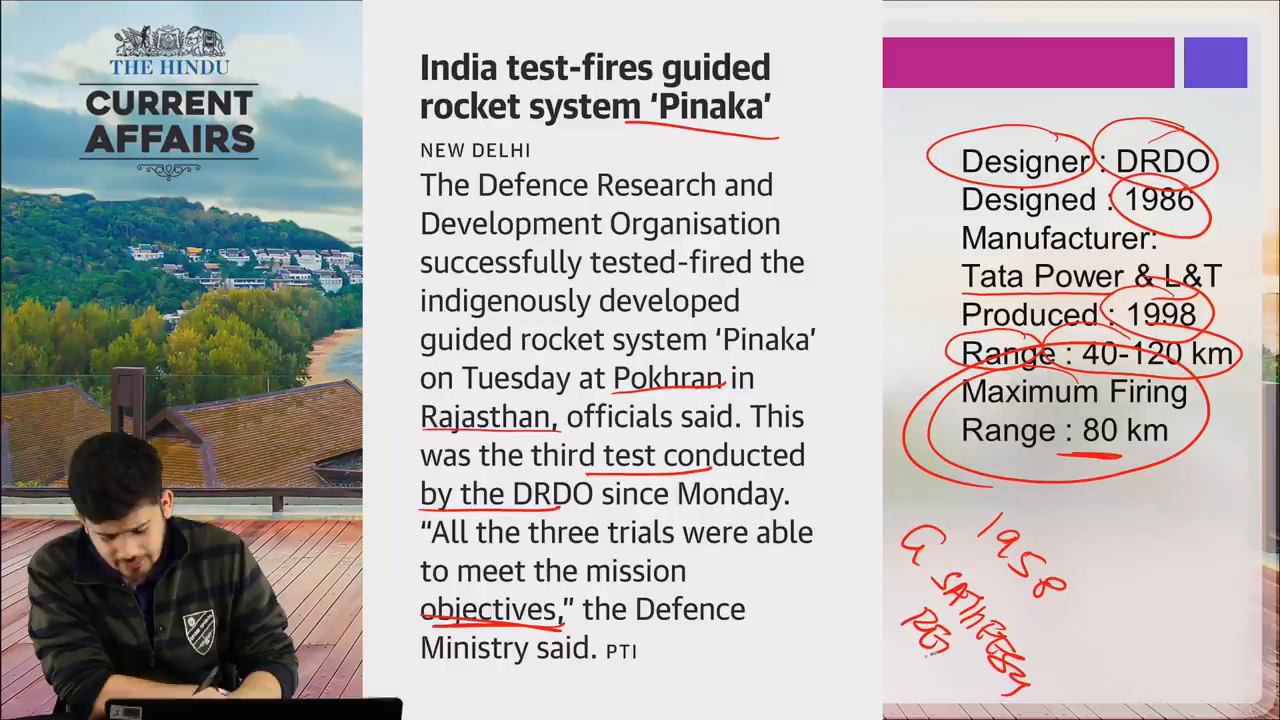 THE HINDU
CURRENT
AFFAIRS
India test-fires guided
rocket system ‘Pinaka’
NEW DELHI
The Defence Research and
Development Organisation
successfully tested-fired the
indigenously developed
guided rocket system ‘Pinaka’
on Tuesday at Pokhran in
Rajasthan, officials said. This
was the third test conducted
by the DRDO since Monday.
“All the three trials were able
to meet the mission
objectives,” the Defence
Ministry said. PTI
Designer : DRDO
Designed : 1986
Manufacturer:
Tata Power & L&T
Produced : 1998
Range : 40-120 km
Maximum Firing
Range : 80 km
1958
G